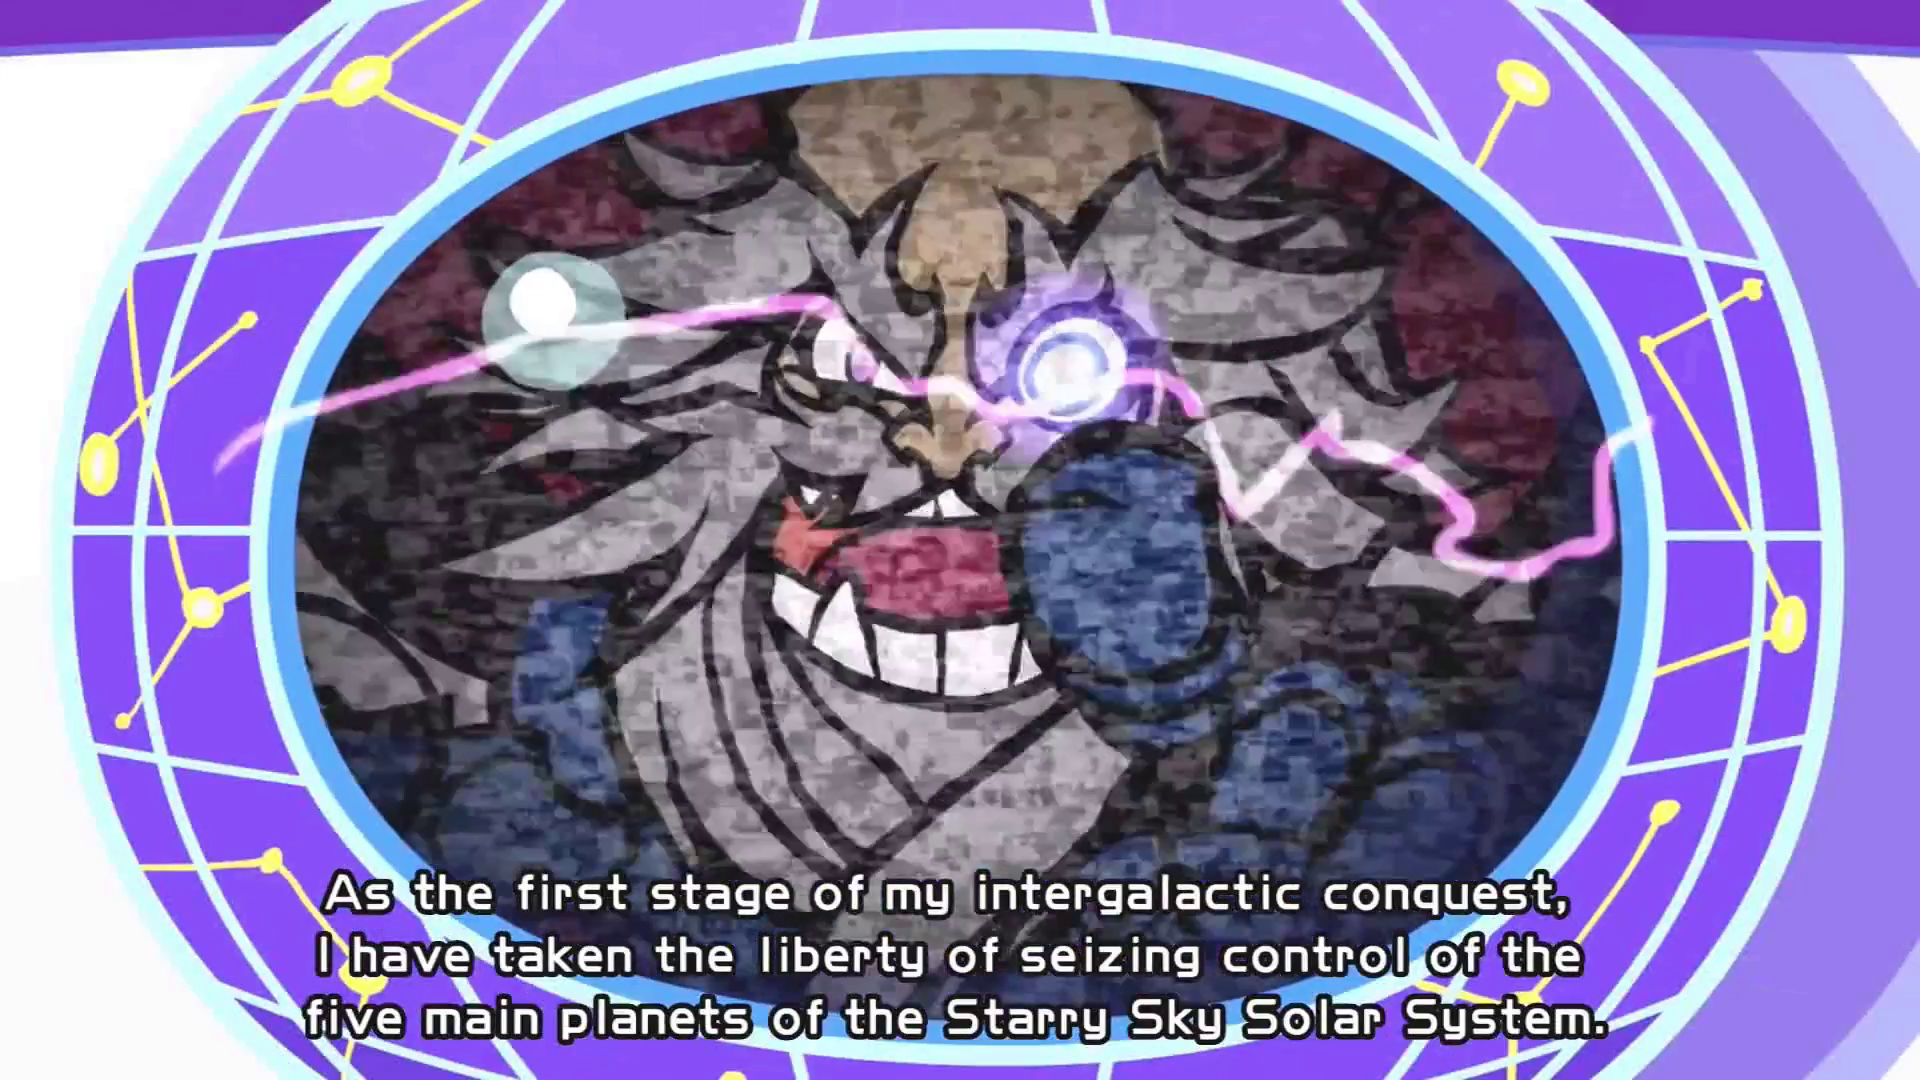 As the first stage of my intergalactic conquest,
I have taken the liberty of seizing control of the
five main planets of the Starry Sky Solar System.